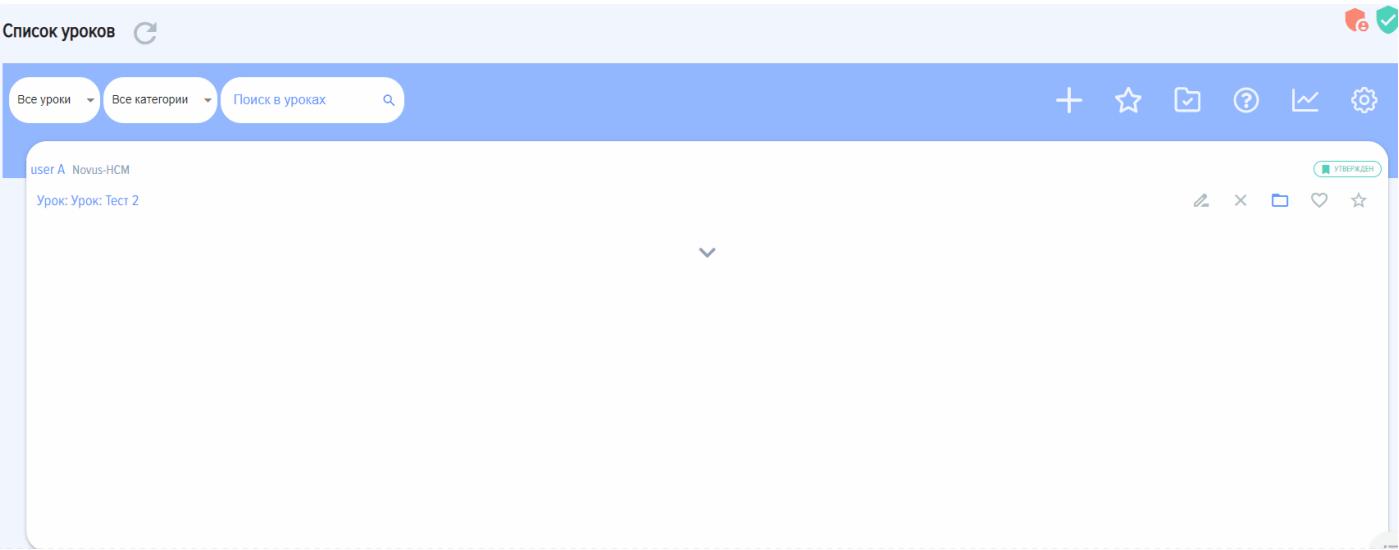 Список уроков
Все уроки
Все категории
Поиск в уроках
user A Novus-HCM
УТВЕРЖДЕН
Урок: Урок: Тест 2